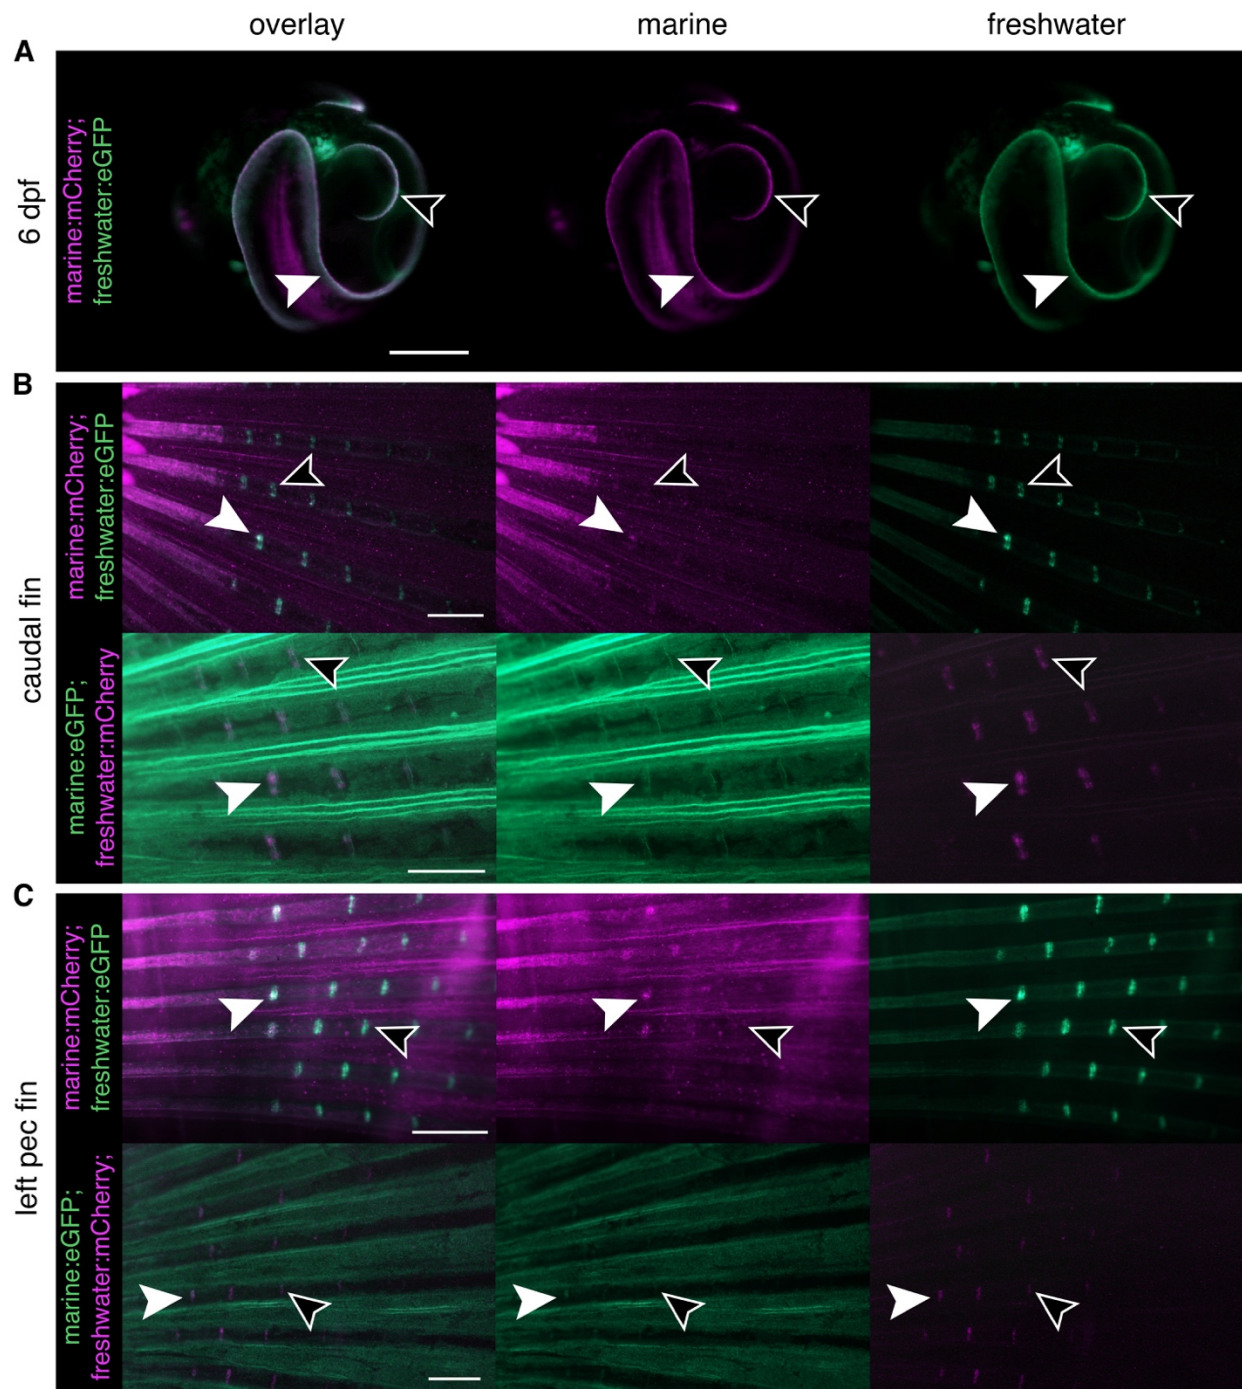 overlay marine freshwater
A
6 dpf
marine:mCherry;
freshwater:eGFP
B
caudal fin
marine:mCherry;
freshwater:eGFP
marine:eGFP;
freshwater:mCherry
C
left pec fin
marine:mCherry;
freshwater:eGFP
marine:eGFP;
freshwater:mCherry;